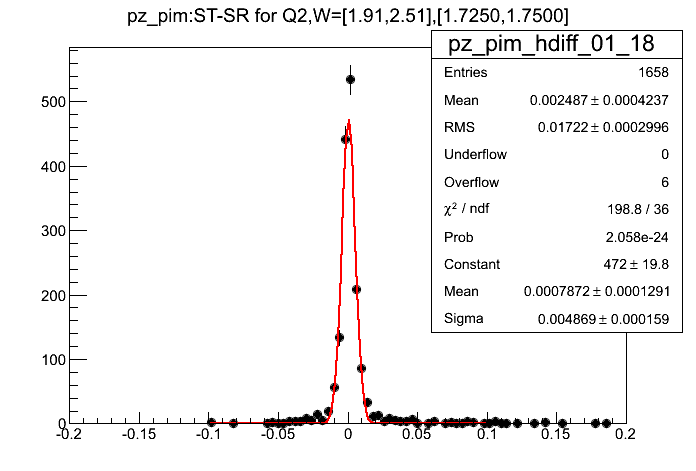 pz_pim:ST-SR for Q2,W=[1.91,2.51],[1.7250,1.7500]
pz_pim_hdiff_01_18
Entries 1658
Mean 0.002487 ± 0.0004237
RMS 0.01722 ± 0.0002996
Underflow 0
Overflow 6
χ² / ndf 198.8 / 36
Prob 2.058e-24
Constant 472 ± 19.8
Mean 0.0007872 ± 0.0001291
Sigma 0.004869 ± 0.000159
500
400
300
200
100
0
-0.2 -0.15 -0.1 -0.05 0 0.05 0.1 0.15 0.2